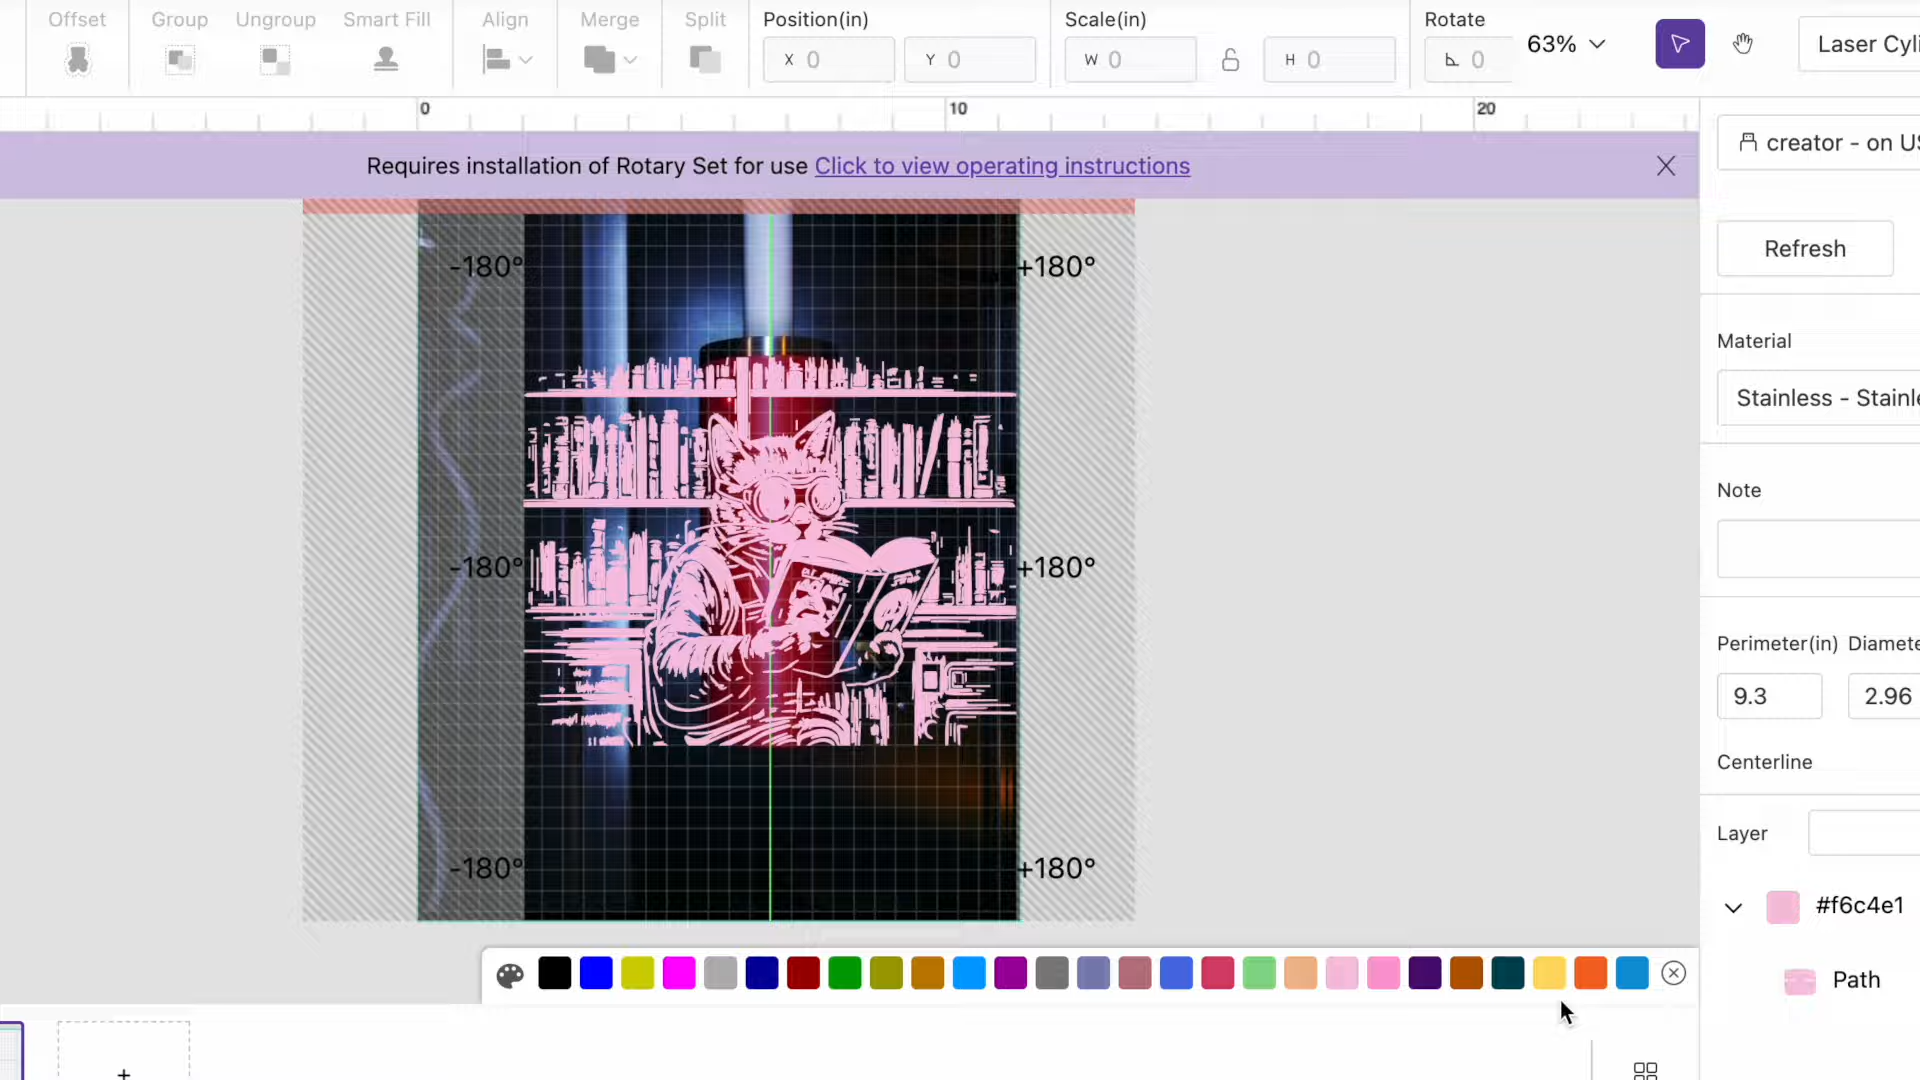 Offset
Group
Ungroup
Smart Fill
Align
Merge
Split
Position(in)
X 0
Y 0
Scale(in)
W 0
H 0
Rotate
0
63%
Laser Cyli
0
10
20
Requires installation of Rotary Set for use Click to view operating instructions
creator - on US
Refresh
Material
Stainless - Stainle
Note
Perimeter(in)
Diamete
9.3
2.96
Centerline
Layer
#f6c4e1
Path
-180°
+180°
-180°
+180°
-180°
+180°
+